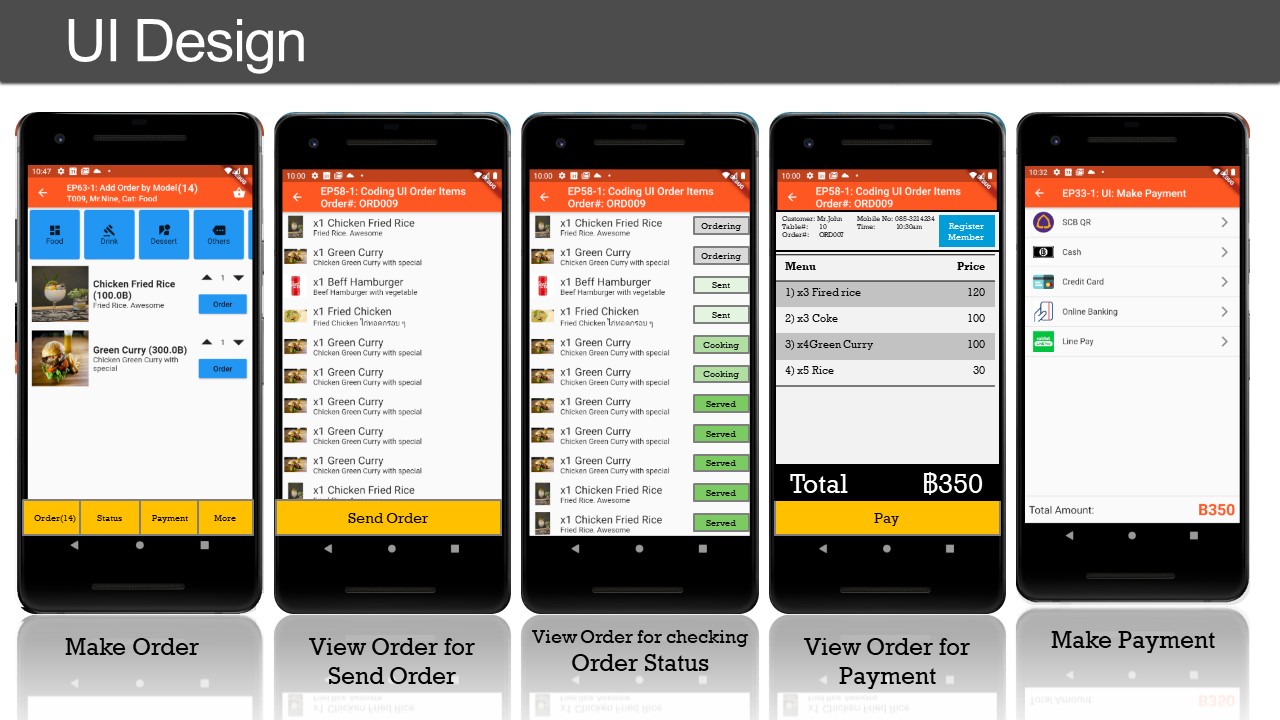 UI Design
10:47
EP63-1: Add Order by Model(14)
T009, Mr.Nine, Cat: Food
Food
Drink
Dessert
Others
Chicken Fried Rice
(100.0B)
Fried Rice. Awesome
1
Order
Green Curry (300.0B)
Chicken Green Curry with
special
1
Order
Order(14)
Status
Payment
More
Make Order
10:00
EP58-1: Coding UI Order Items
Order#: ORD009
x1 Chicken Fried Rice
Fried Rice. Awesome
x1 Green Curry
Chicken Green Curry with special
x1 Beff Hamburger
Beef Hamburger with vegetable
x1 Fried Chicken
Fried Chicken ไก่ทอดกรอบ ๆ
x1 Green Curry
Chicken Green Curry with special
x1 Green Curry
Chicken Green Curry with special
x1 Green Curry
Chicken Green Curry with special
x1 Green Curry
Chicken Green Curry with special
x1 Green Curry
Chicken Green Curry with special
x1 Chicken Fried Rice
Send Order
View Order for
Send Order
10:00
EP58-1: Coding UI Order Items
Order#: ORD009
x1 Chicken Fried Rice
Fried Rice. Awesome
Ordering
x1 Green Curry
Chicken Green Curry with special
Ordering
x1 Beff Hamburger
Beef Hamburger with vegetable
Sent
x1 Fried Chicken
Fried Chicken ไก่ทอดกรอบ ๆ
Sent
x1 Green Curry
Chicken Green Curry with special
Cooking
x1 Green Curry
Chicken Green Curry with special
Cooking
x1 Green Curry
Chicken Green Curry with special
Served
x1 Green Curry
Chicken Green Curry with special
Served
x1 Green Curry
Chicken Green Curry with special
Served
x1 Chicken Fried Rice
Fried Rice. Awesome
Served
x1 Chicken Fried Rice
Fried Rice. Awesome
Served
View Order for checking
Order Status
10:00
EP58-1: Coding UI Order Items
Order#: ORD009
Customer: Mr.John Mobile No: 085-3214234
Table#: 10 Time: 10:30am
Order#: ORD007
Register
Member
Menu Price
1) x3 Fired rice 120
2) x3 Coke 100
3) x4Green Curry 100
4) x5 Rice 30
Total ฿350
Pay
View Order for
Payment
10:32
EP33-1: UI: Make Payment
SCB QR
Cash
Credit Card
Online Banking
Line Pay
Total Amount: B350
Make Payment